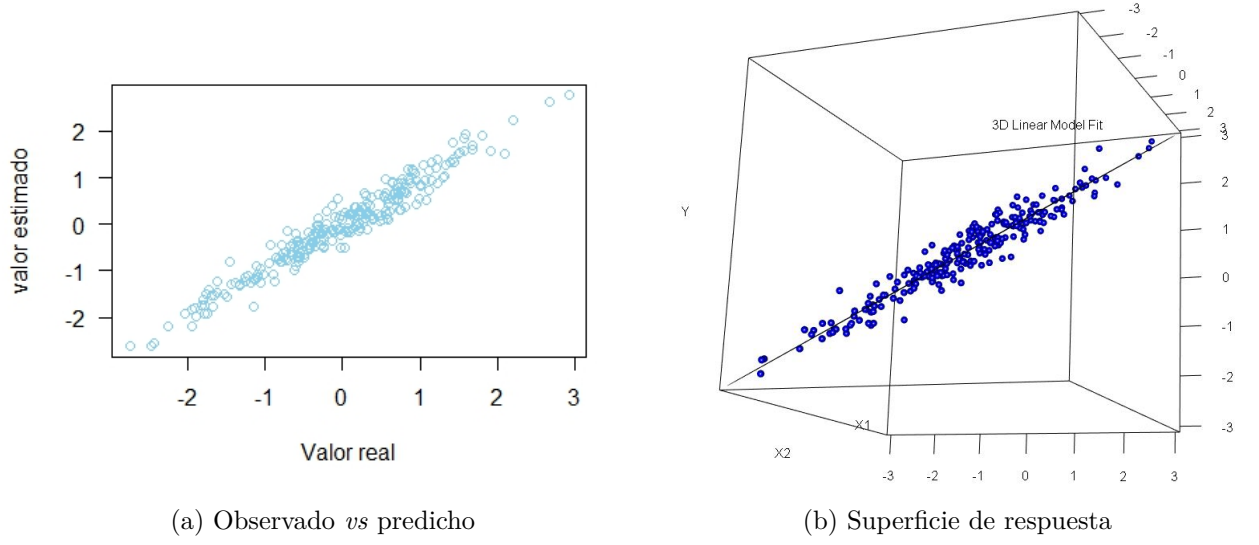 valor estimado
2
1
0
-1
-2
-2 -1 0 1 2 3
Valor real
(a) Observado vs predicho
-3
-2
-1
0
1
2
3
3D Linear Model Fit
3
2
1
0
-1
-2
-3
Y
X1
X2
-3 -2 -1 0 1 2 3
(b) Superficie de respuesta